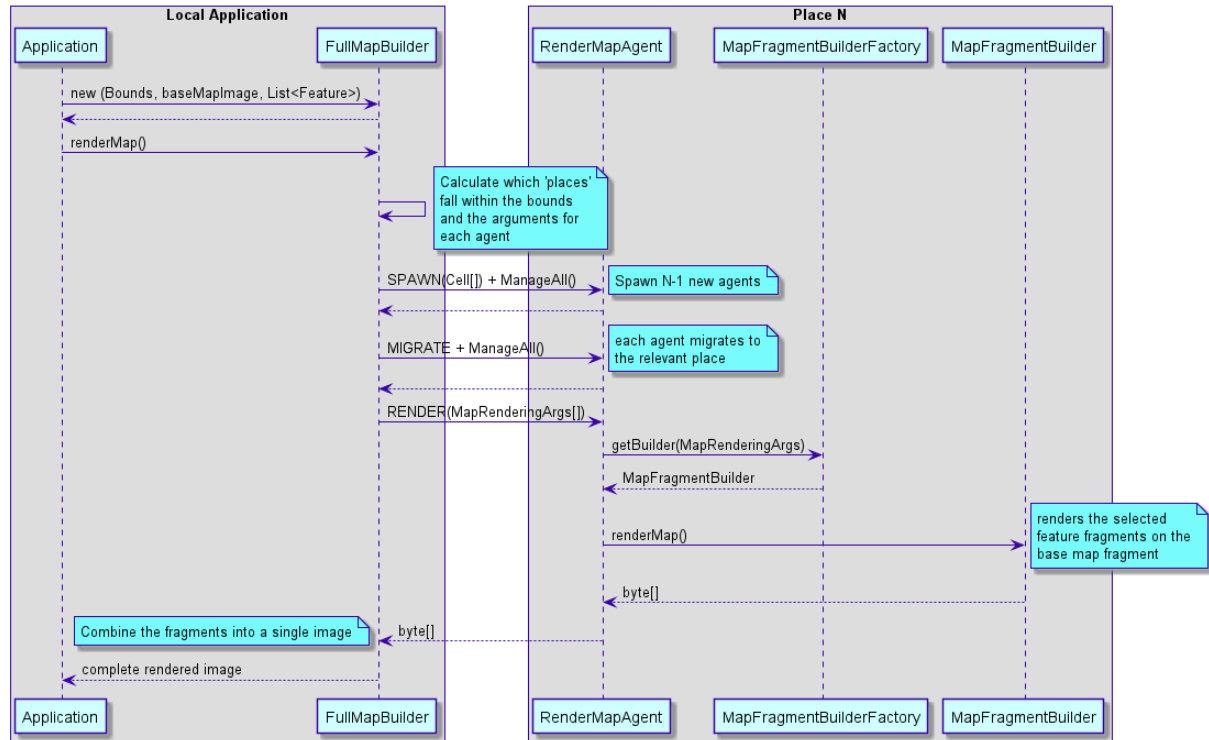 Local Application
Place N
Application
FullMapBuilder
RenderMapAgent
MapFragmentBuilderFactory
MapFragmentBuilder
new (Bounds, baseMapImage, List<Feature>)
renderMap()
Calculate which 'places'
fall within the bounds
and the arguments for
each agent
SPAWN(Cell[]) + ManageAll()
Spawn N-1 new agents
MIGRATE + ManageAll()
each agent migrates to
the relevant place
RENDER(MapRenderingArgs[])
getBuilder(MapRenderingArgs)
MapFragmentBuilder
renderMap()
renders the selected
feature fragments on the
base map fragment
byte[]
Combine the fragments into a single image
byte[]
complete rendered image
Application
FullMapBuilder
RenderMapAgent
MapFragmentBuilderFactory
MapFragmentBuilder